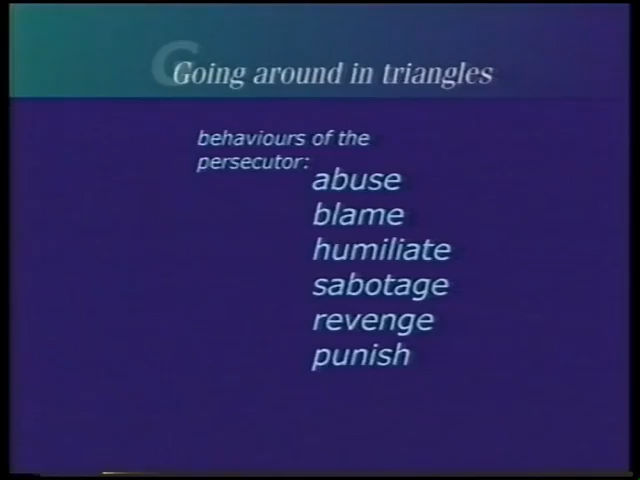 Going around in triangles
behaviours of the
persecutor:
abuse
blame
humiliate
sabotage
revenge
punish